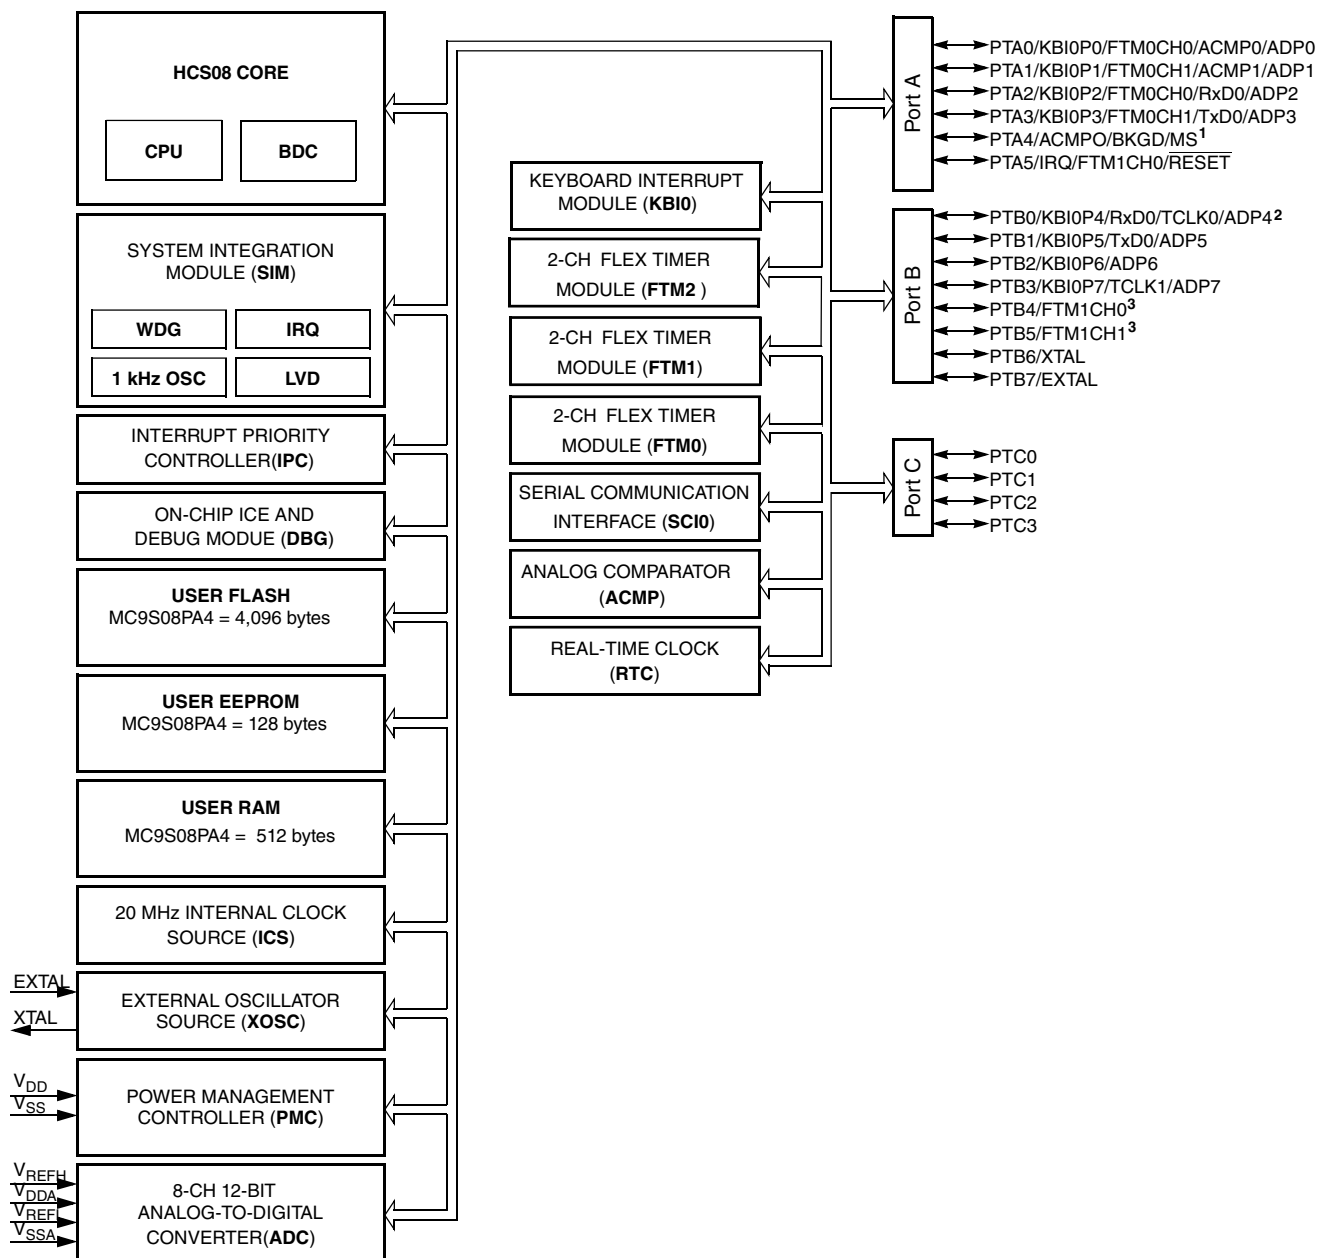 HCS08 CORE
CPU
BDC
SYSTEM INTEGRATION
MODULE (SIM)
WDG
IRQ
1 kHz OSC
LVD
INTERRUPT PRIORITY
CONTROLLER(IPC)
ON-CHIP ICE AND
DEBUG MODUE (DBG)
USER FLASH
MC9S08PA4 = 4,096 bytes
USER EEPROM
MC9S08PA4 = 128 bytes
USER RAM
MC9S08PA4 = 512 bytes
20 MHz INTERNAL CLOCK
SOURCE (ICS)
EXTAL
XTAL
EXTERNAL OSCILLATOR
SOURCE (XOSC)
VDD
VSS
POWER MANAGEMENT
CONTROLLER (PMC)
VREFH
VDDA
VREFL
VSSA
8-CH 12-BIT
ANALOG-TO-DIGITAL
CONVERTER(ADC)
KEYBOARD INTERRUPT
MODULE (KBI0)
2-CH FLEX TIMER
MODULE (FTM2 )
2-CH FLEX TIMER
MODULE (FTM1)
2-CH FLEX TIMER
MODULE (FTM0)
SERIAL COMMUNICATION
INTERFACE (SCI0)
ANALOG COMPARATOR
(ACMP)
REAL-TIME CLOCK
(RTC)
Port A
PTA0/KBI0P0/FTM0CH0/ACMP0/ADP0
PTA1/KBI0P1/FTM0CH1/ACMP1/ADP1
PTA2/KBI0P2/FTM0CH0/RxD0/ADP2
PTA3/KBI0P3/FTM0CH1/TxD0/ADP3
PTA4/ACMPO/BKGD/MS1
PTA5/IRQ/FTM1CH0/RESET
Port B
PTB0/KBI0P4/RxD0/TCLK0/ADP42
PTB1/KBI0P5/TxD0/ADP5
PTB2/KBI0P6/ADP6
PTB3/KBI0P7/TCLK1/ADP7
PTB4/FTM1CH03
PTB5/FTM1CH13
PTB6/XTAL
PTB7/EXTAL
Port C
PTC0
PTC1
PTC2
PTC3